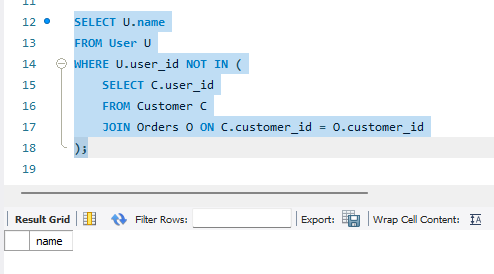 11
12 SELECT U.name
13 FROM User U
14 WHERE U.user_id NOT IN (
15 SELECT C.user_id
16 FROM Customer C
17 JOIN Orders O ON C.customer_id = O.customer_id
18 );
19
Result Grid Filter Rows: Export: Wrap Cell Content: IA
name